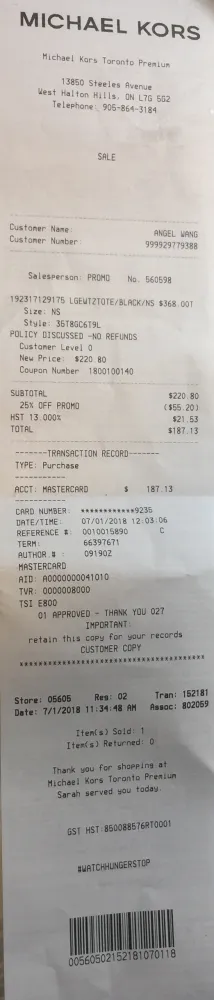 MICHAEL KORS
Michael Kors Toronto Premium
13850 Steeles Avenue
West Halton Hills, ON L7G 5G2
Telephone: 905-864-3184
SALE
Customer Name: ANGEL WANG
Customer Number: 999929779388
Salesperson: PROMO No. 560598
192317129175 LGEWTZTOTE/BLACK/NS $368.00T
Size: NS
Style: 35T8GC6T9L
POLICY DISCUSSED -NO REFUNDS
Customer Level 0
New Price: $220.80
Coupon Number 1800100140
SUBTOTAL $220.80
25% OFF PROMO ($55.20)
HST 13.000% $21.53
TOTAL $187.13
-------TRANSACTION RECORD-------
TYPE: Purchase
ACCT: MASTERCARD $ 187.13
CARD NUMBER: ************9235
DATE/TIME: 07/01/2018 12:03:06
REFERENCE #: 0010015890 C
TERM: 66397671
AUTHOR.# : 09190Z
MASTERCARD
AID: A0000000041010
TVR: 0000008000
TSI E800
01 APPROVED - THANK YOU 027
IMPORTANT:
retain this copy for your records
CUSTOMER COPY
Store: 05605 Reg: 02 Tran: 152181
Date: 7/1/2018 11:34:48 AM Assoc: 802059
Item(s) Sold: 1
Item(s) Returned: 0
Thank you for shopping at
Michael Kors Toronto Premium
Sarah served you today.
GST HST:850088576RT0001
#WATCHHUNGERSTOP
00560502152181070118